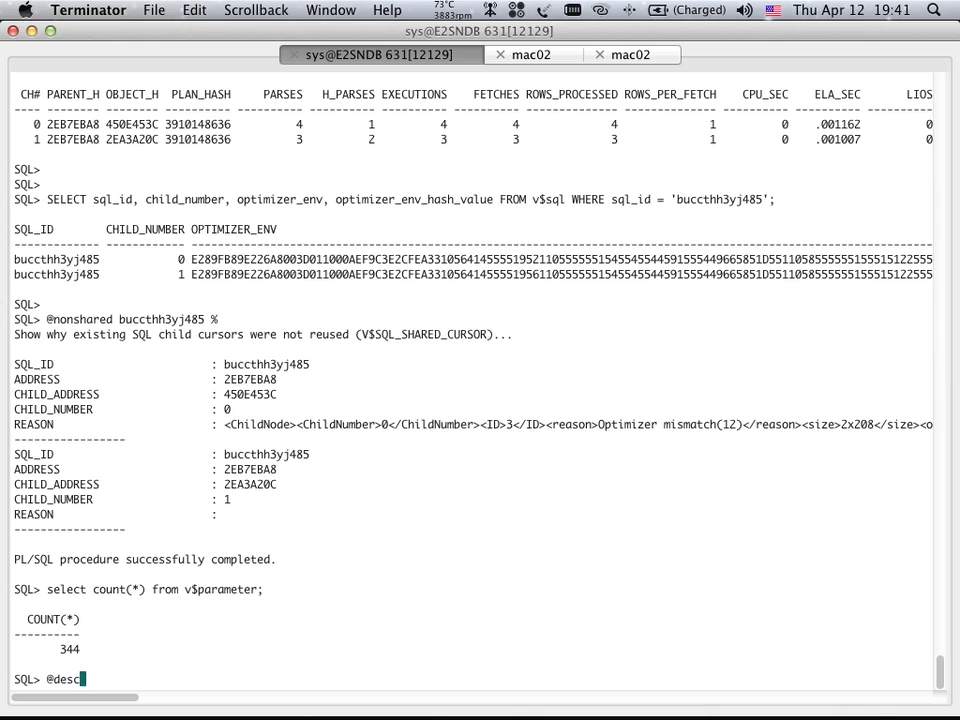 Terminator File Edit Scrollback Window Help 73°C 3883rpm (Charged) Thu Apr 12 19:41
sys@E2SNDB 631[12129]
sys@E2SNDB 631[12129] mac02 mac02
CH# PARENT_H OBJECT_H PLAN_HASH PARSES H_PARSES EXECUTIONS FETCHES ROWS_PROCESSED ROWS_PER_FETCH CPU_SEC ELA_SEC LIOS
---- -------- -------- ---------- ---------- ---------- ---------- ---------- -------------- -------------- ---------- ---------- ----------
0 2EB7EBA8 450E453C 3910148636 4 1 4 4 4 1 0 .001162 0
1 2EB7EBA8 2EA3A20C 3910148636 3 2 3 3 3 1 0 .001007 0
SQL>
SQL>
SQL> SELECT sql_id, child_number, optimizer_env, optimizer_env_hash_value FROM v$sql WHERE sql_id = 'buccthh3yj485';
SQL_ID CHILD_NUMBER OPTIMIZER_ENV
------------- ------------ ----------------------------------------------------------------
buccthh3yj485 0 E289FB89E226A8003D011000AEF9C3E2CFEA331056414555519521105555551545545544591555449665851D5511058555555155515122555
buccthh3yj485 1 E289FB89E226A8003D011000AEF9C3E2CFEA331056414555519561105555551545545544591555449665851D5511058555555155515122555
SQL>
SQL> @nonshared buccthh3yj485 %
Show why existing SQL child cursors were not reused (V$SQL_SHARED_CURSOR)...
SQL_ID : buccthh3yj485
ADDRESS : 2EB7EBA8
CHILD_ADDRESS : 450E453C
CHILD_NUMBER : 0
REASON : <ChildNode><ChildNumber>0</ChildNumber><ID>3</ID><reason>Optimizer mismatch(12)</reason><size>2x208</size><o
-----------------
SQL_ID : buccthh3yj485
ADDRESS : 2EB7EBA8
CHILD_ADDRESS : 2EA3A20C
CHILD_NUMBER : 1
REASON :
-----------------
PL/SQL procedure successfully completed.
SQL> select count(*) from v$parameter;
COUNT(*)
----------
344
SQL> @desc